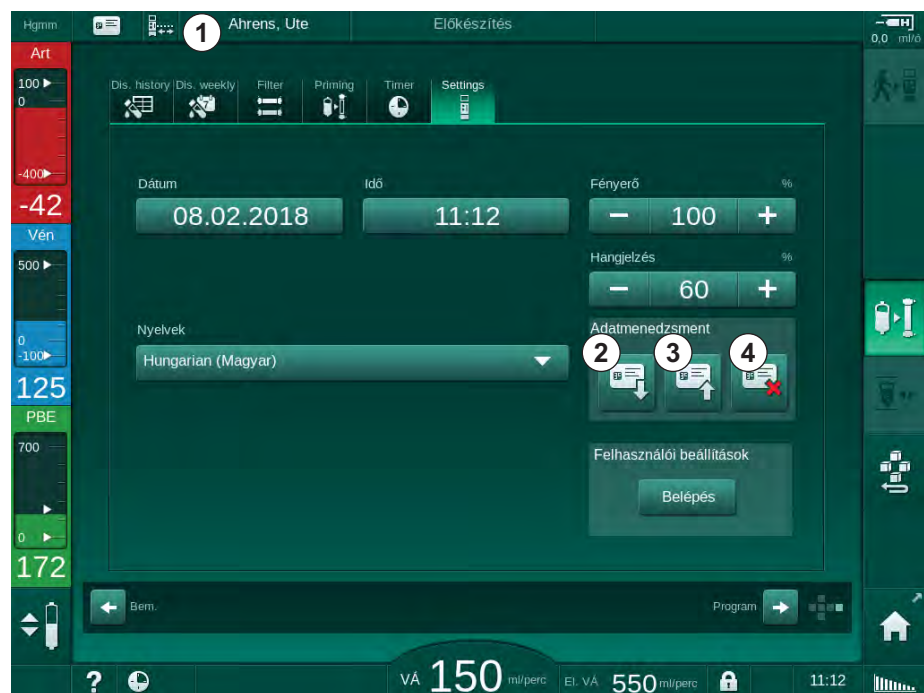 Hgmm
1
Ahrens, Ute
Előkészítés
0,0 ml/ó
Art
100
0
-400
-42
Vén
500
0
-100
125
PBE
700
0
172
Dis. history
Dis. weekly
7
Filter
Priming
Timer
Settings
Dátum
08.02.2018
Idő
11:12
Fényerő %
− 100 +
Hangjelzés %
− 60 +
Nyelvek
Hungarian (Magyar)
Adatmenedzsment
2
3
4
Felhasználói beállítások
Belépés
Bem.
Program
?
VÁ 150 ml/perc
El. VÁ 550 ml/perc
11:12